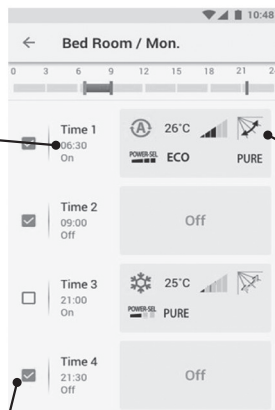 10:48
Bed Room / Mon.
0 3 6 9 12 15 18 21 2
Time 1
06:30
On
A 26°C
POWER-SEL ECO PURE
Time 2
09:00
Off
Off
Time 3
21:00
On
25°C
POWER-SEL PURE
Time 4
21:30
Off
Off